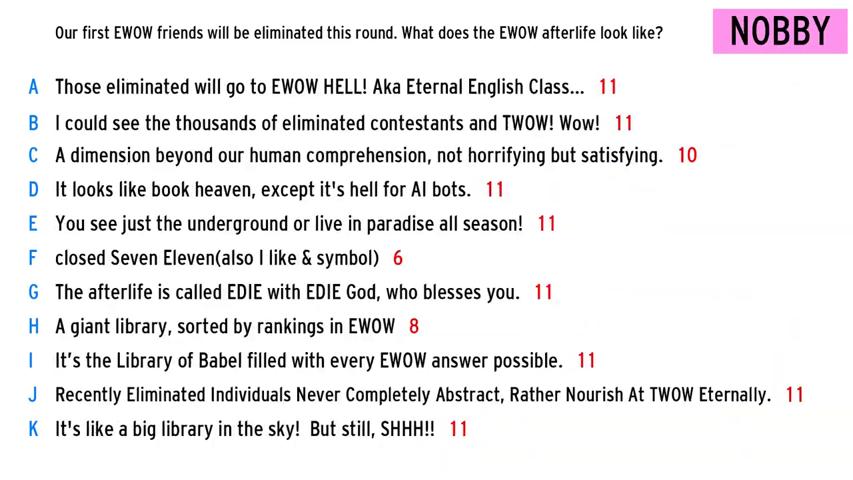 Our first EWOW friends will be eliminated this round. What does the EWOW afterlife look like?
NOBBY
A Those eliminated will go to EWOW HELL! Aka Eternal English Class... 11
B I could see the thousands of eliminated contestants and TWOW! Wow! 11
C A dimension beyond our human comprehension, not horrifying but satisfying. 10
D It looks like book heaven, except it's hell for AI bots. 11
E You see just the underground or live in paradise all season! 11
F closed Seven Eleven(also I like & symbol) 6
G The afterlife is called EDIE with EDIE God, who blesses you. 11
H A giant library, sorted by rankings in EWOW 8
I It’s the Library of Babel filled with every EWOW answer possible. 11
J Recently Eliminated Individuals Never Completely Abstract, Rather Nourish At TWOW Eternally. 11
K It's like a big library in the sky!  But still, SHHH!! 11